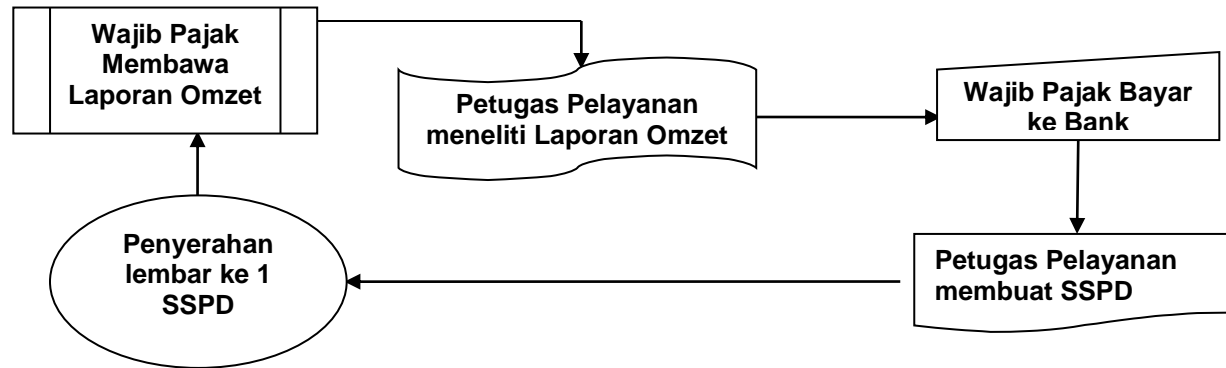 Wajib Pajak
Membawa
Laporan Omzet
Petugas Pelayanan
meneliti Laporan Omzet
Wajib Pajak Bayar
ke Bank
Petugas Pelayanan
membuat SSPD
Penyerahan
lembar ke 1
SSPD